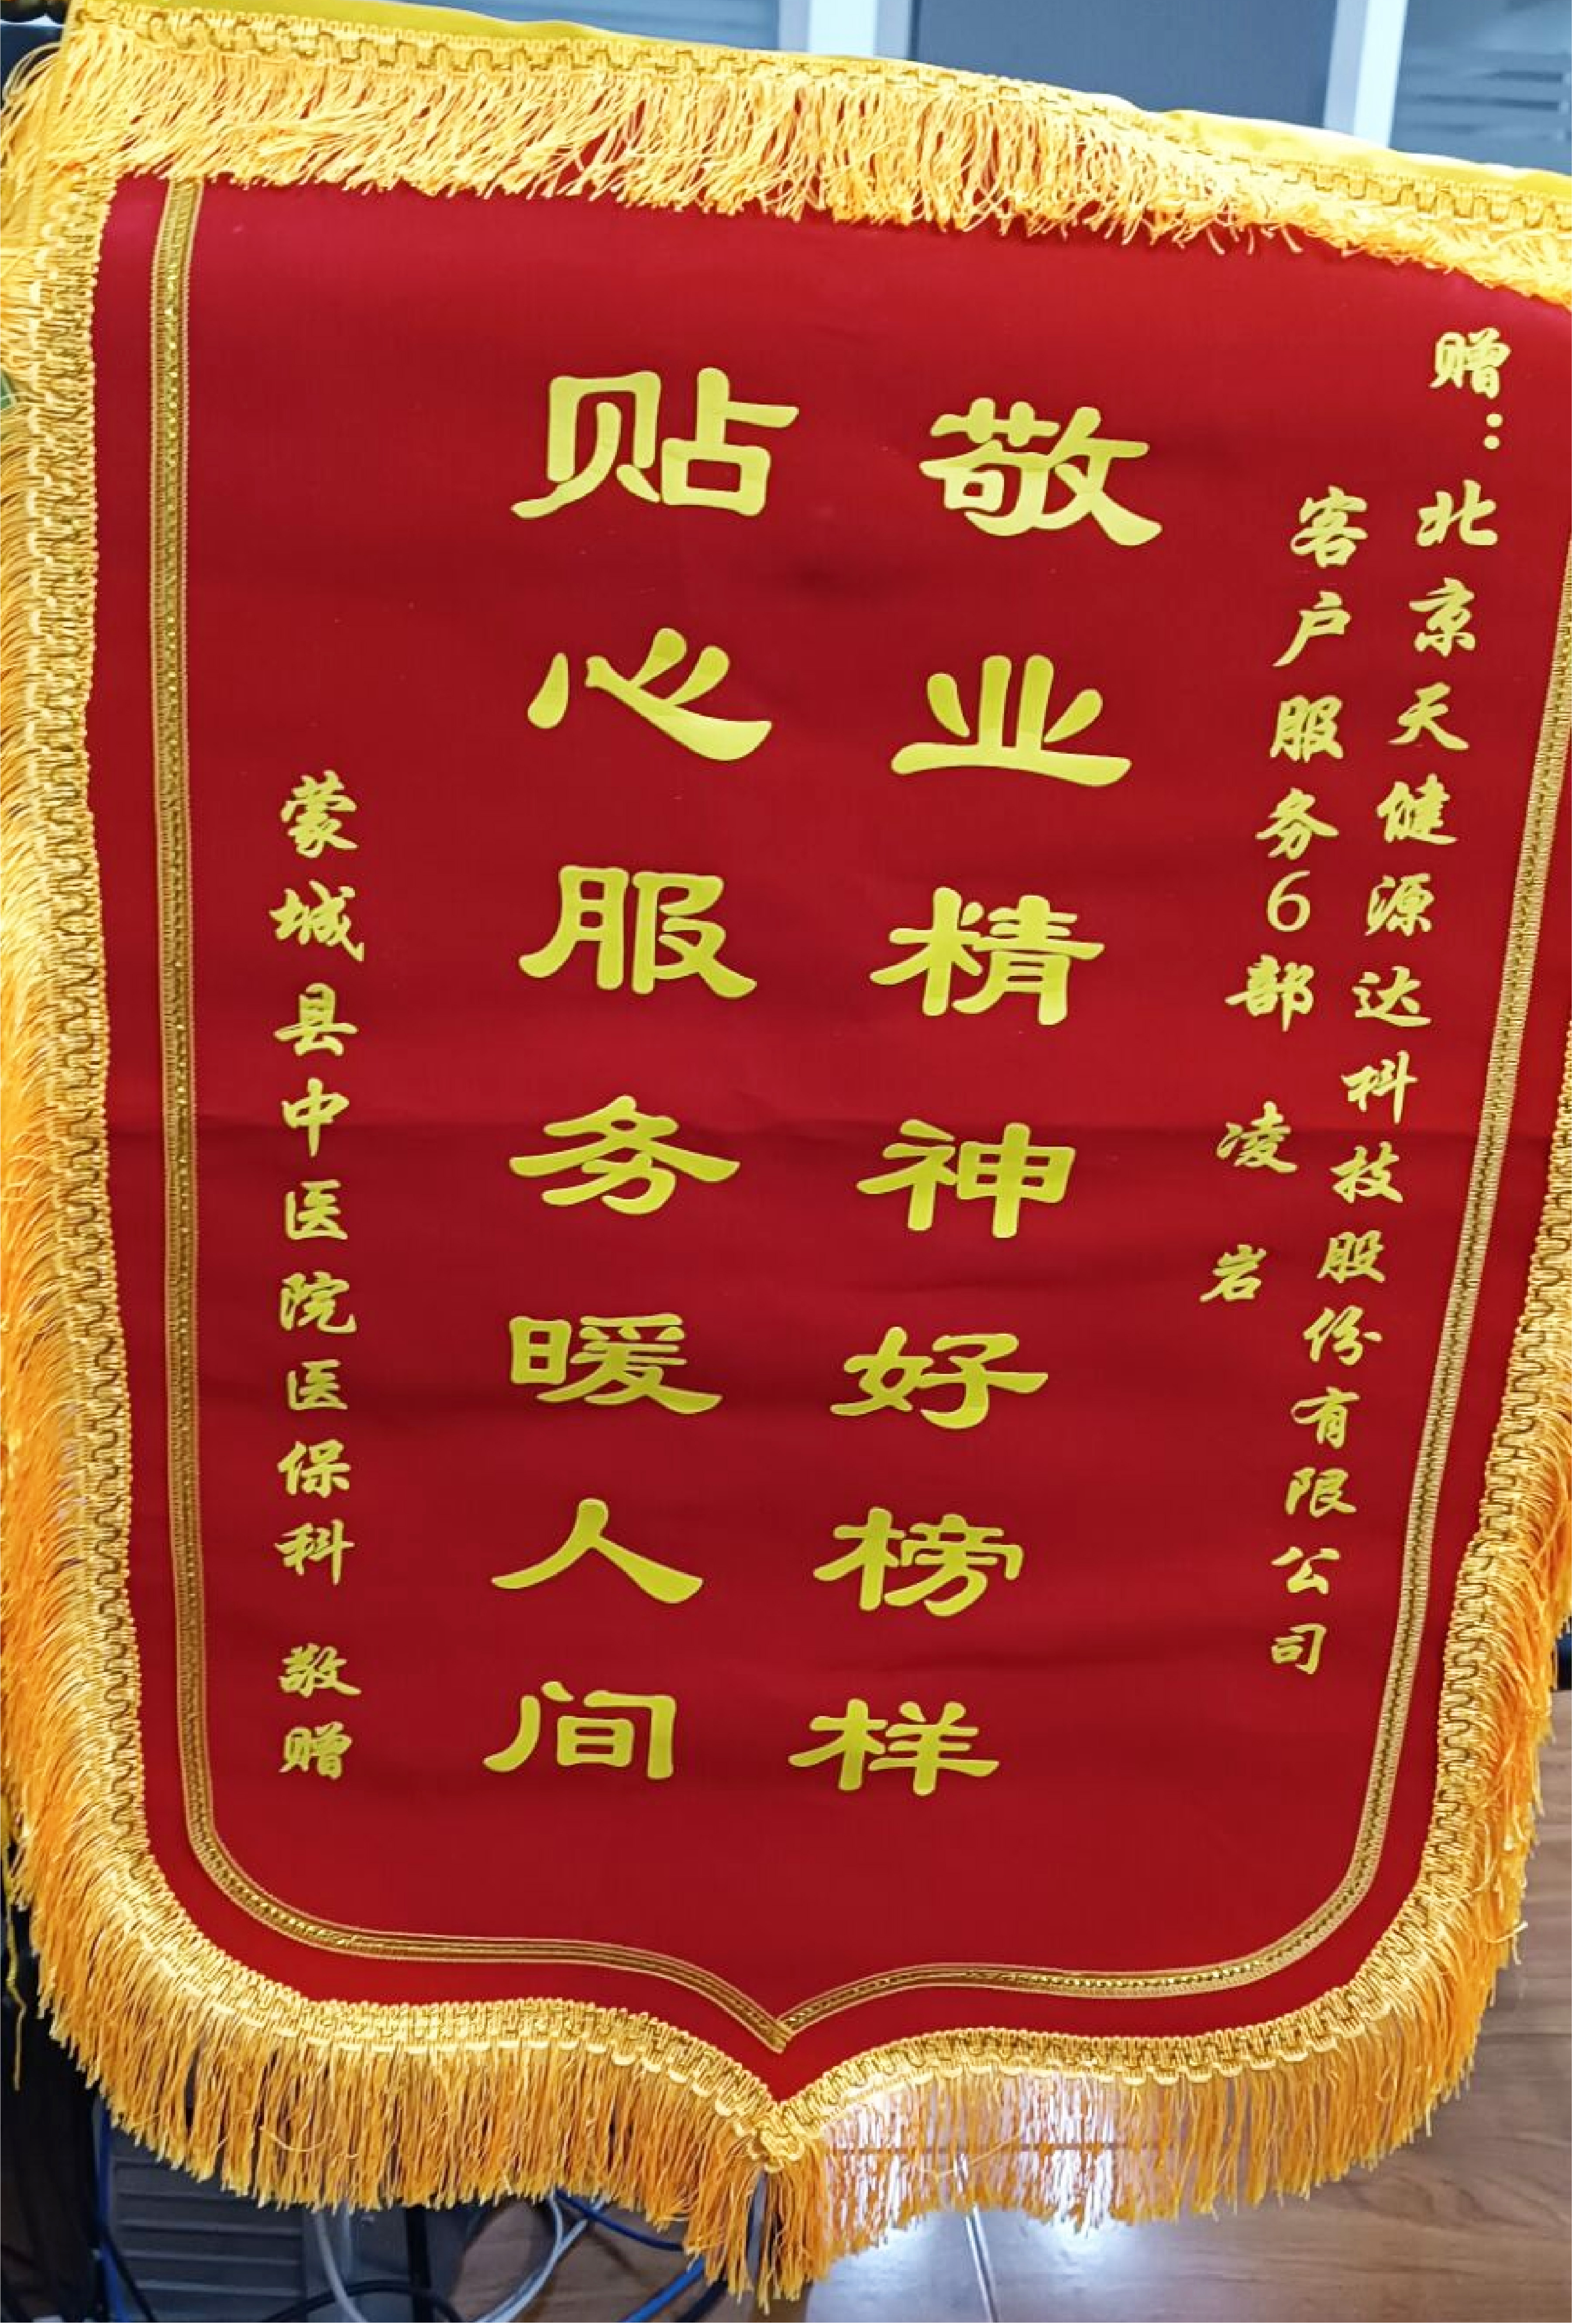 赠：北京天健源达科技股份有限公司
客户服务6部 凌岩
敬业精神好榜样
贴心服务暖人间
蒙城县中医院医保科 敬赠